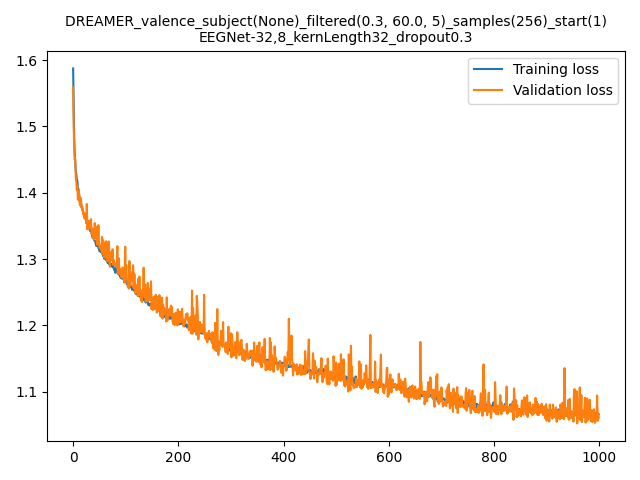 DREAMER_valence_subject(None)_filtered(0.3, 60.0, 5)_samples(256)_start(1)
EEGNet-32,8_kernLength32_dropout0.3
Training loss
Validation loss
1.6
1.5
1.4
1.3
1.2
1.1
0 200 400 600 800 1000